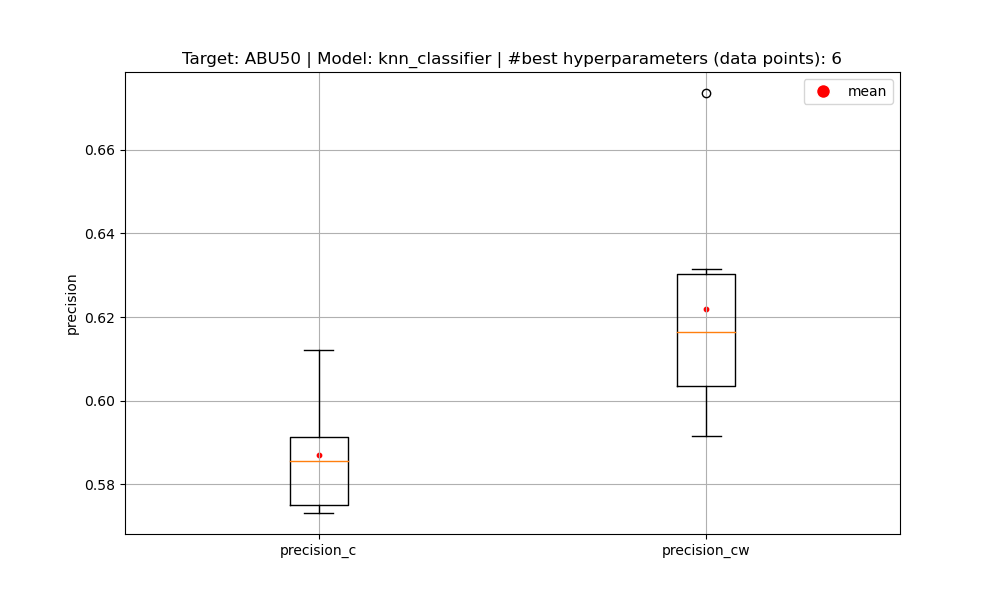 Target: ABU50 | Model: knn_classifier | #best hyperparameters (data points): 6
mean
0.66
0.64
0.62
0.60
0.58
precision
precision_c
precision_cw